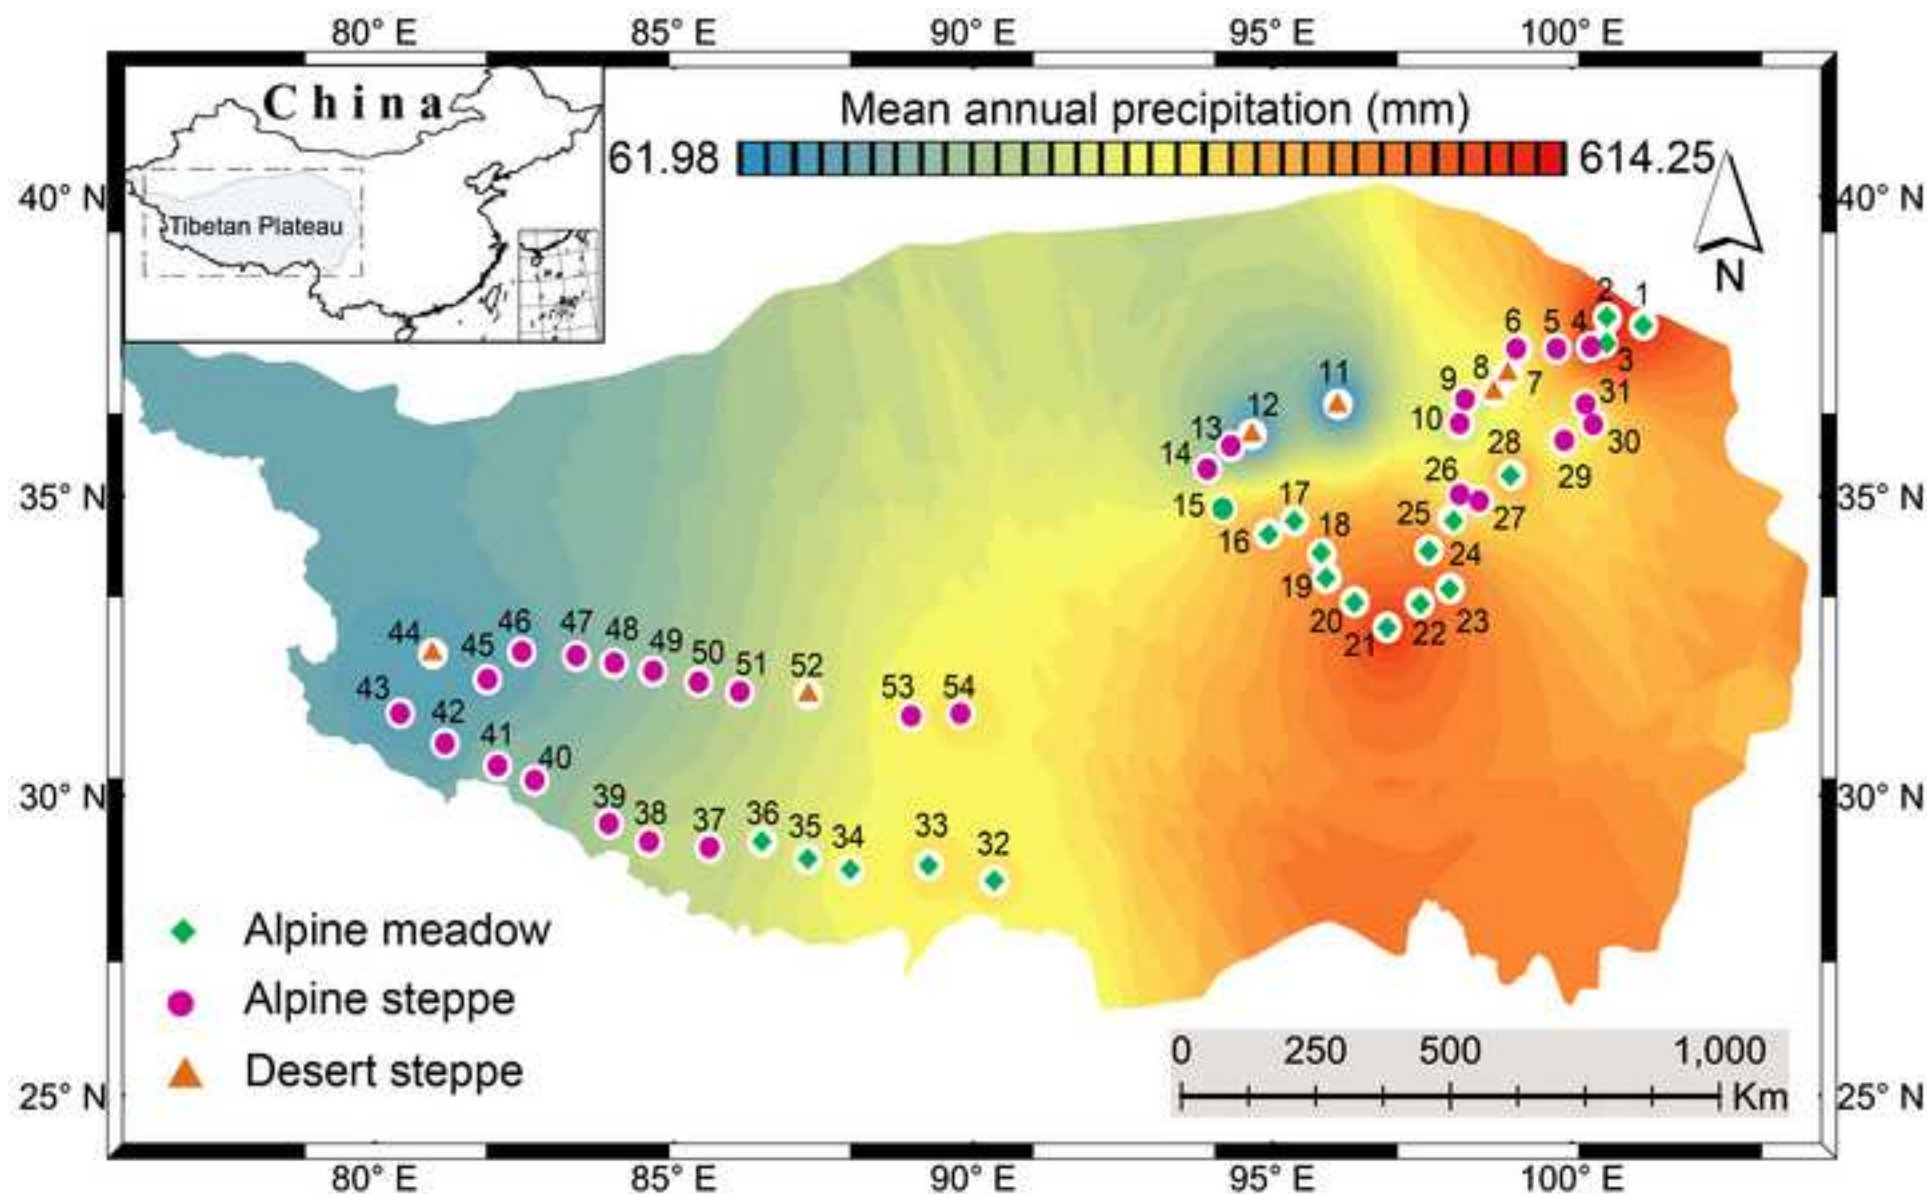 80° E 85° E 90° E 95° E 100° E
China
Mean annual precipitation (mm)
61.98 614.25
40° N 40° N
Tibetan Plateau
N
2 1
6 5 4
3
11 8 7
9 31
12
13 10 30
14 28
26 29
17
15 25 27
16 18
24
19
20 23
21 22
35° N 35° N
46 47 48
44 45 49 50 51 52
43 53 54
42
41 40
30° N 30° N
39 38 37 36 35 34 33 32
Alpine meadow
Alpine steppe
Desert steppe
0 250 500 1,000
Km
25° N 25° N
80° E 85° E 90° E 95° E 100° E